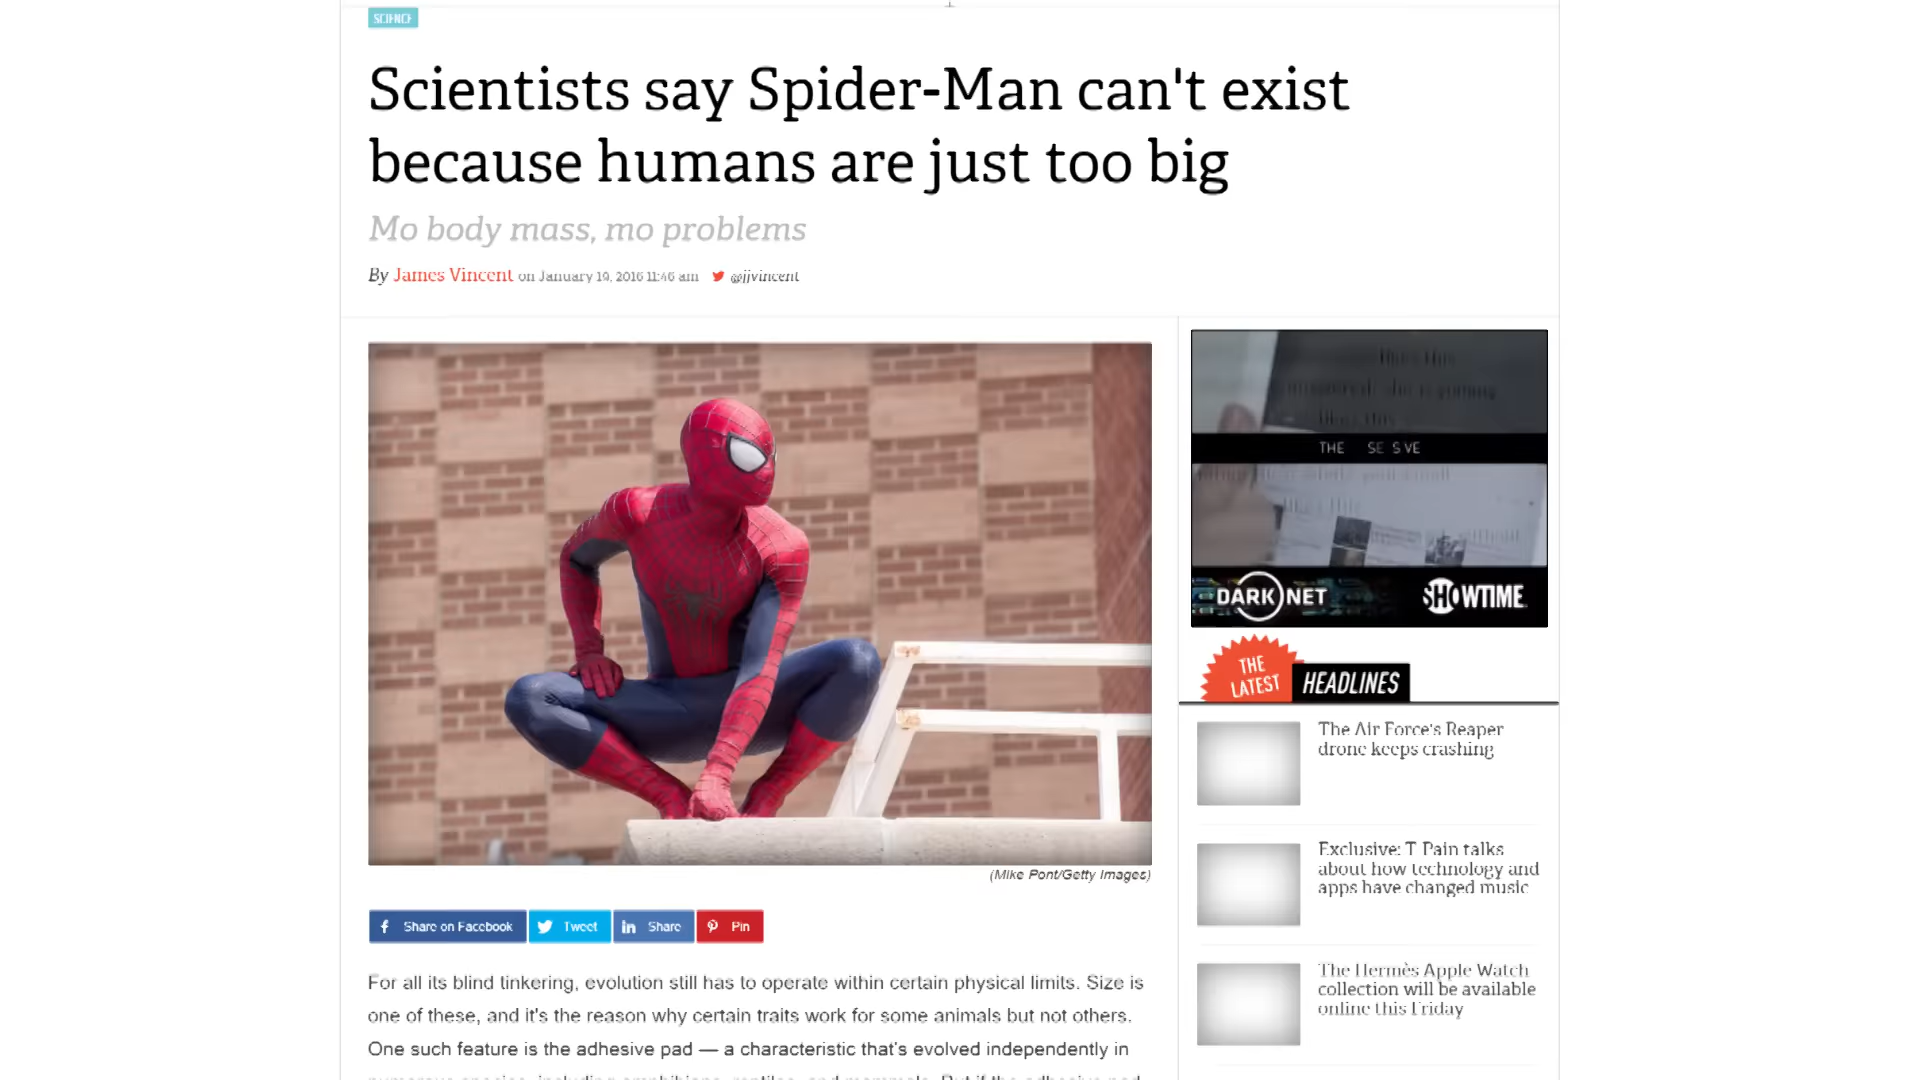 SCIENCE
Scientists say Spider-Man can't exist
because humans are just too big
Mo body mass, mo problems
By James Vincent on January 19, 2016 11:46 am @jjvincent
THE SE S VE
DARK NET
SHOWTIME
THE
LATEST
HEADLINES
The Air Force's Reaper
drone keeps crashing
Exclusive: T-Pain talks
about how technology and
apps have changed music
The Hermès Apple Watch
collection will be available
online this Friday
(Mike Pont/Getty Images)
Share on Facebook
Tweet
Share
Pin
For all its blind tinkering, evolution still has to operate within certain physical limits. Size is
one of these, and it's the reason why certain traits work for some animals but not others.
One such feature is the adhesive pad — a characteristic that's evolved independently in